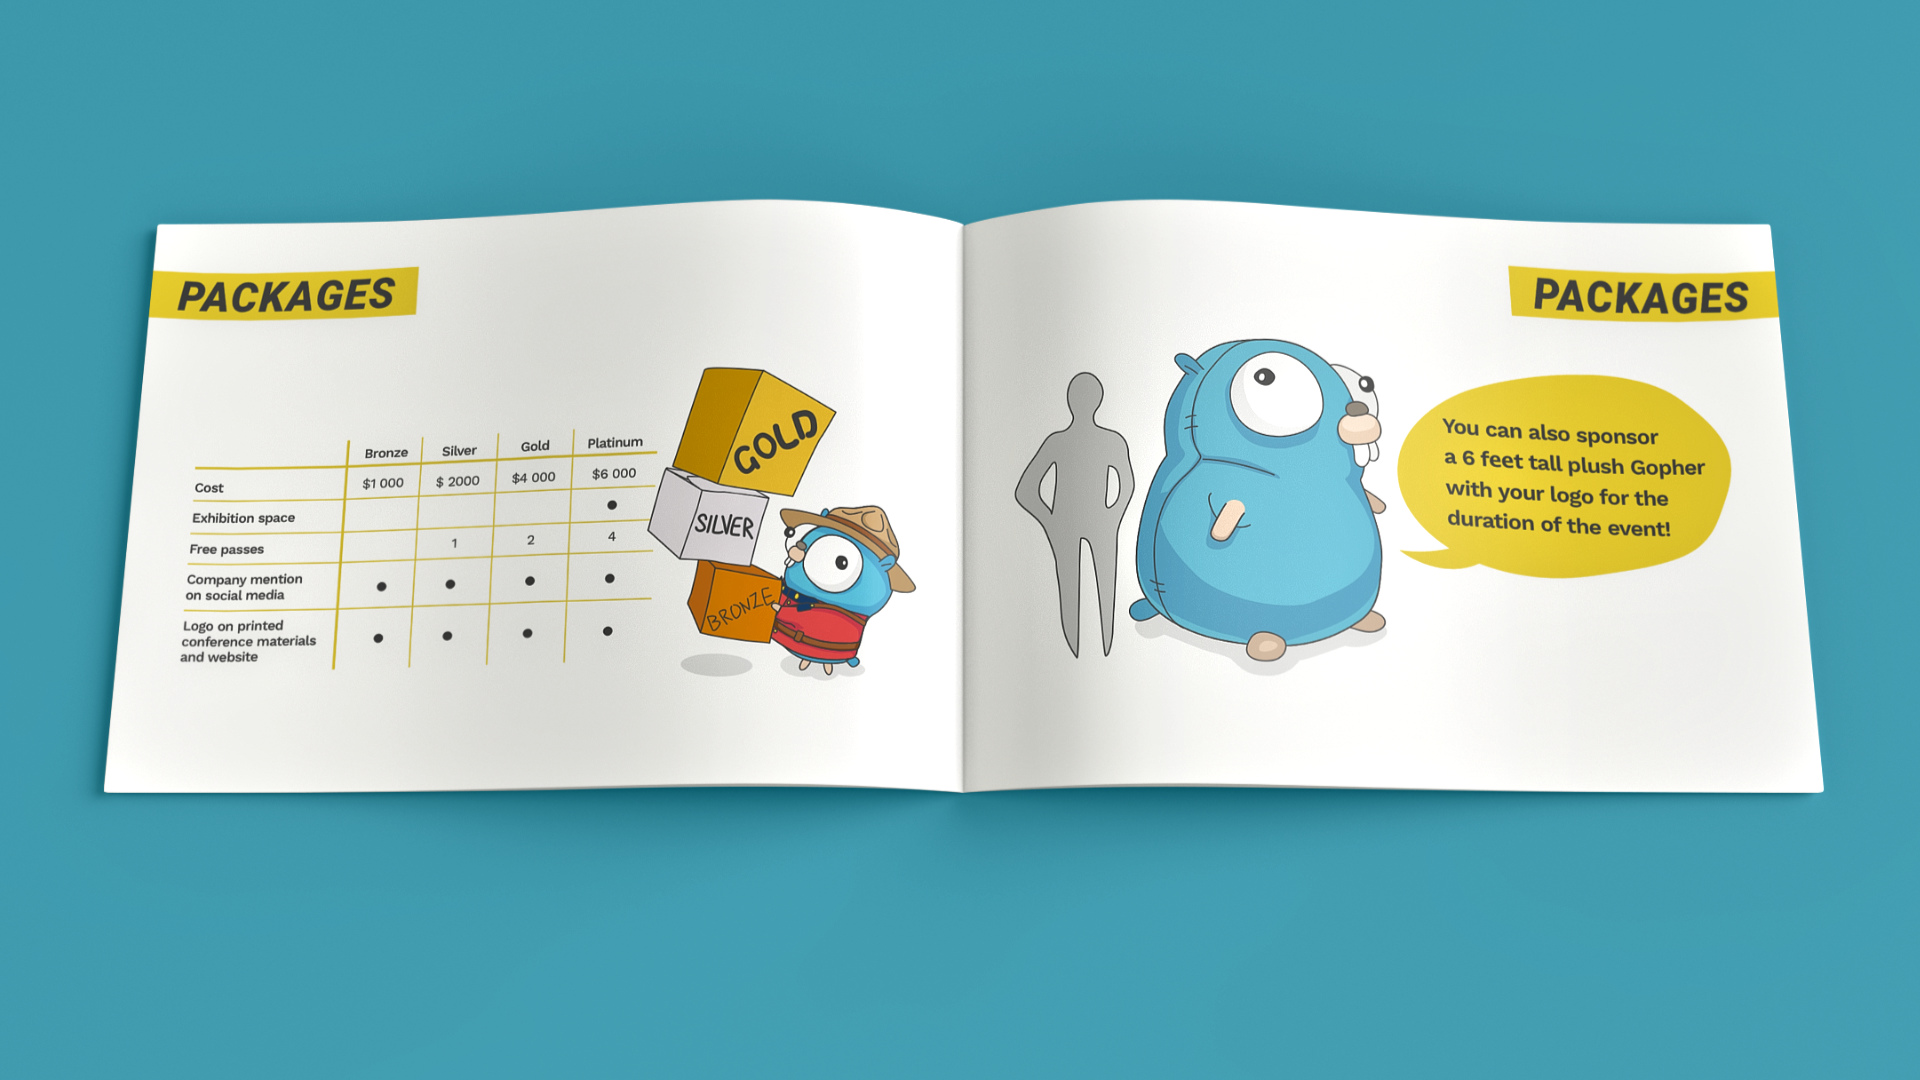 PACKAGES
Bronze Silver Gold Platinum
Cost $1 000 $ 2000 $4 000 $6 000
Exhibition space ●
Free passes 1 2 4
Company mention
on social media ● ● ● ●
Logo on printed
conference materials ● ● ● ●
and website
GOLD
SILVER
BRONZE
PACKAGES
You can also sponsor
a 6 feet tall plush Gopher
with your logo for the
duration of the event!